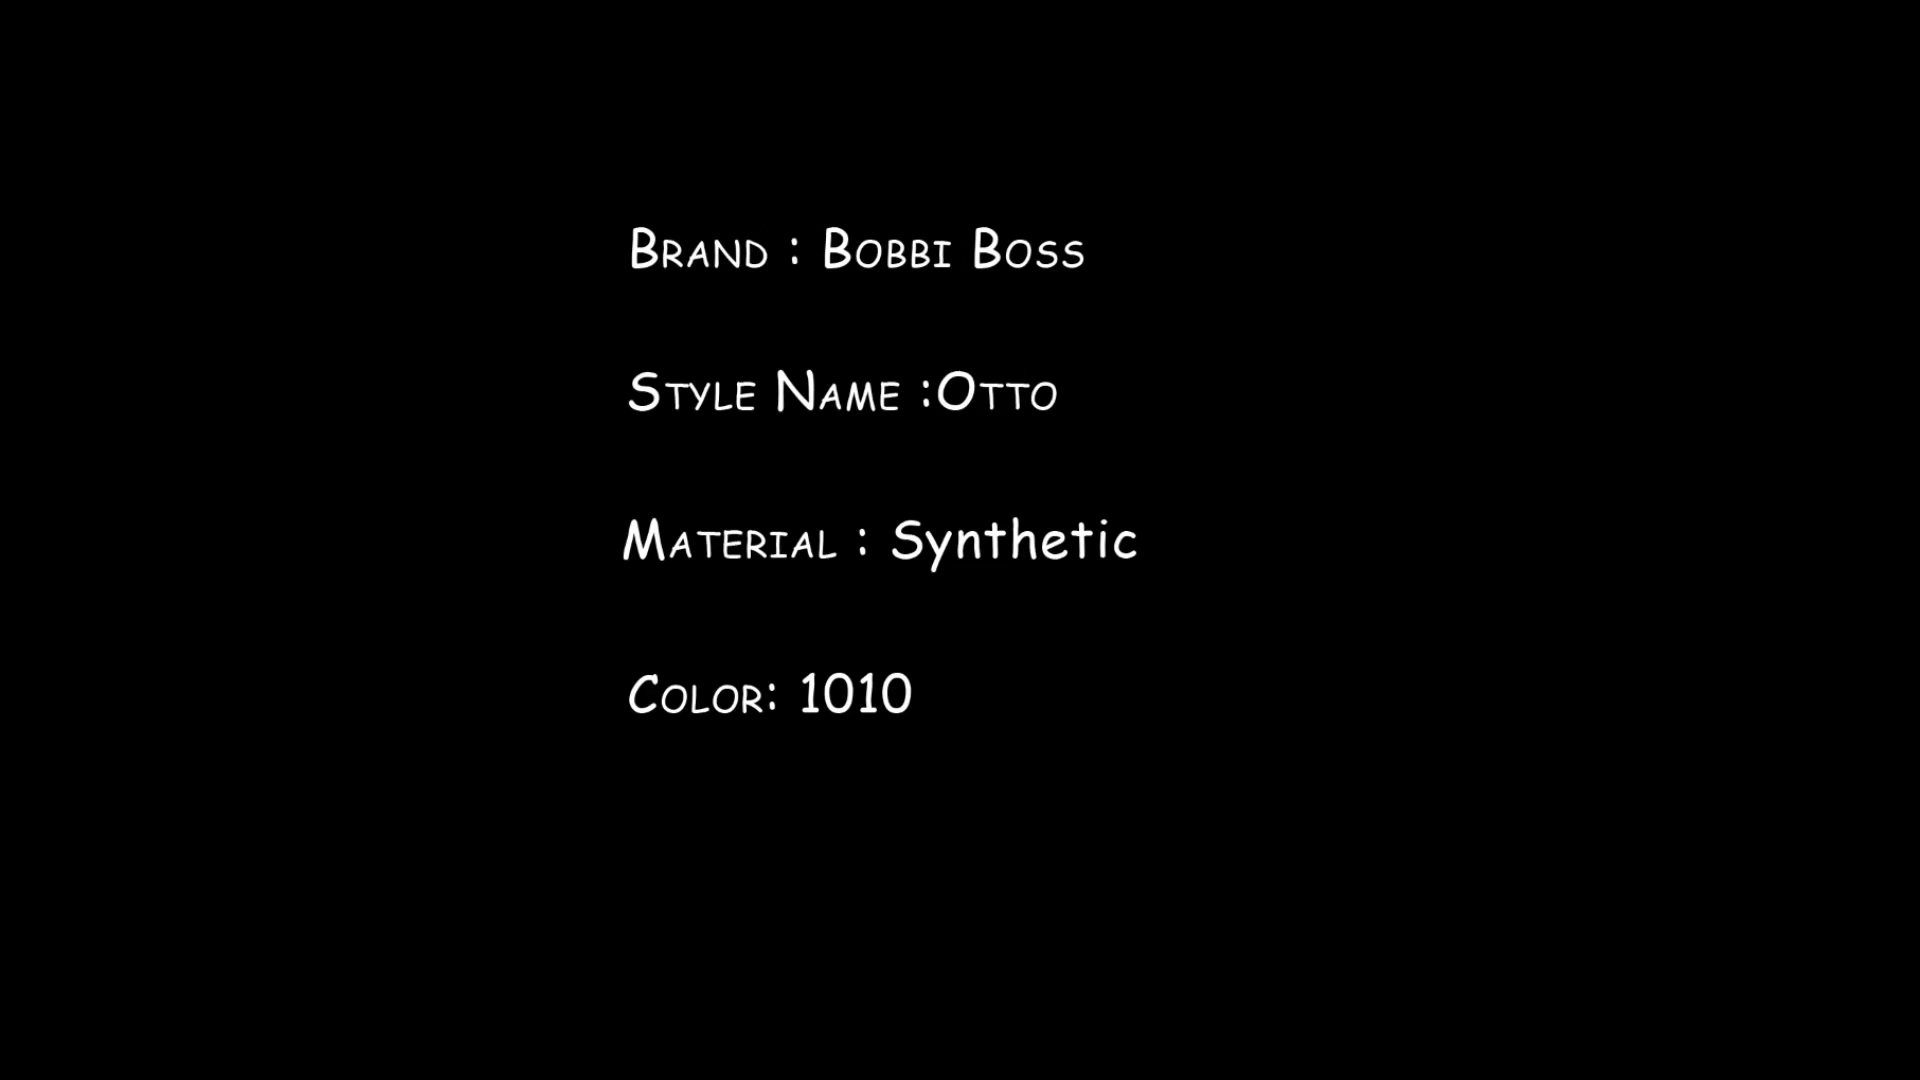 Brand : Bobbi Boss
Style Name :Otto
Material : Synthetic
Color: 1010